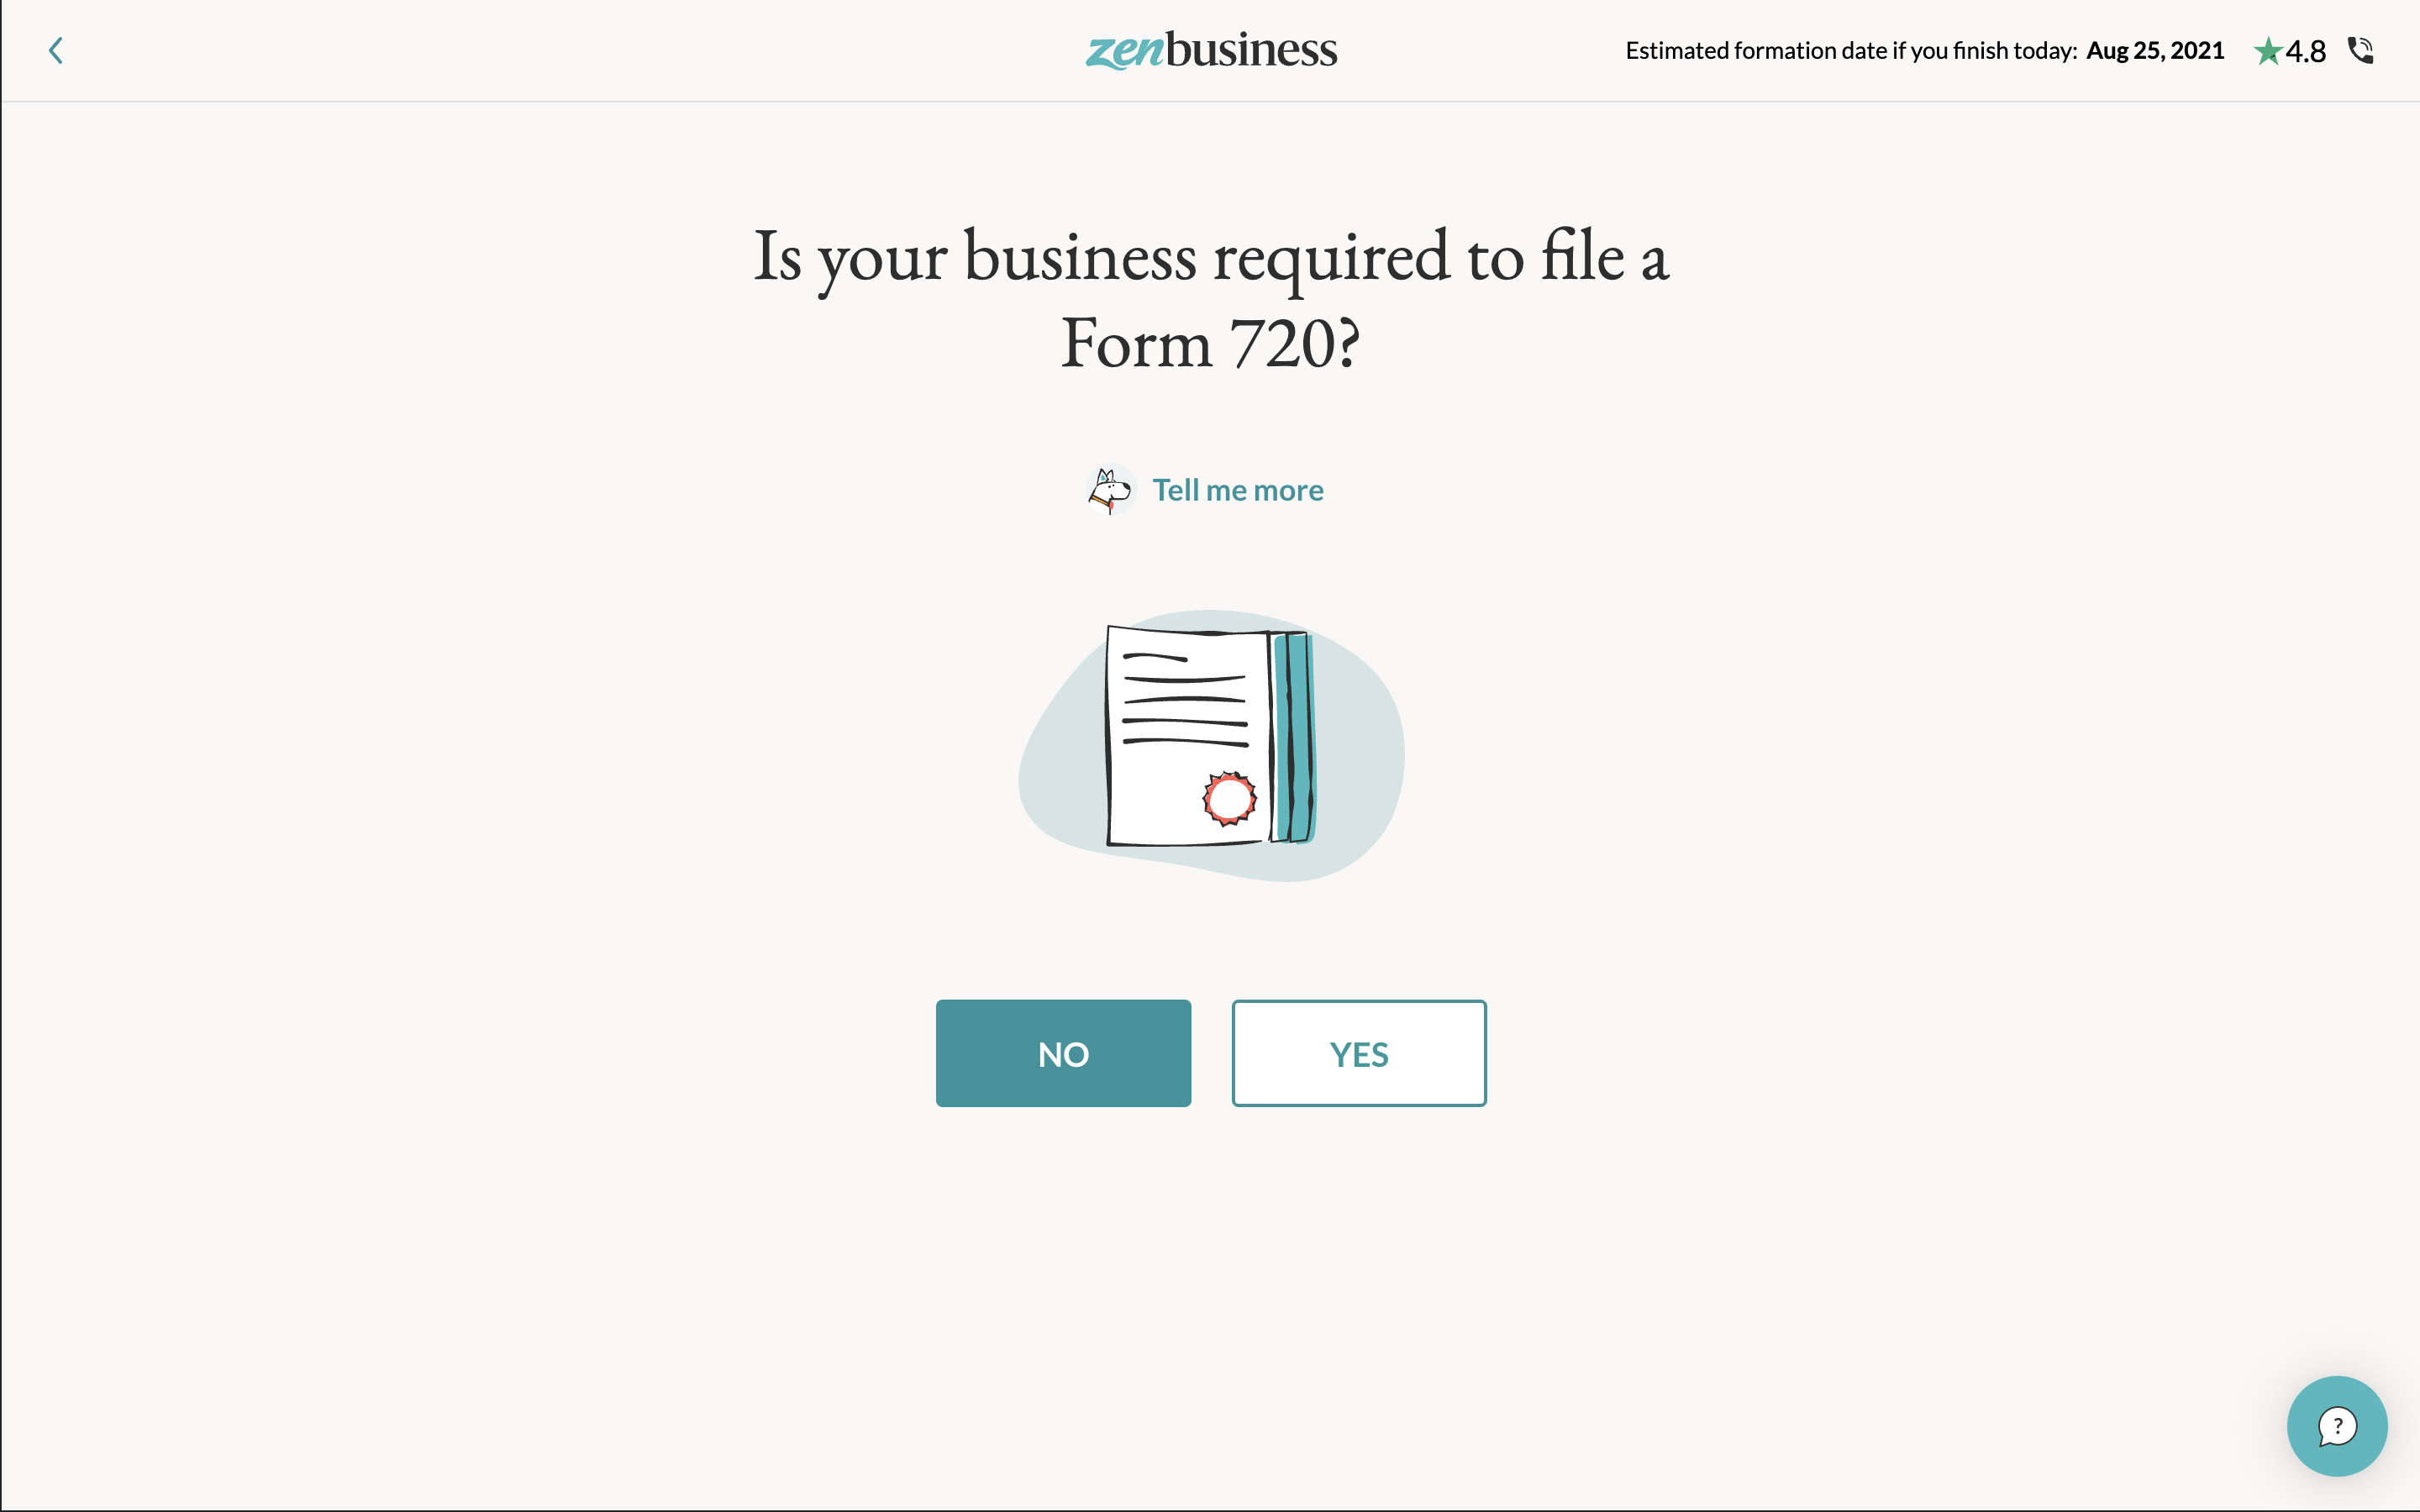 zenbusiness
Estimated formation date if you finish today: Aug 25, 2021 4.8
Is your business required to file a
Form 720?
Tell me more
NO YES
?